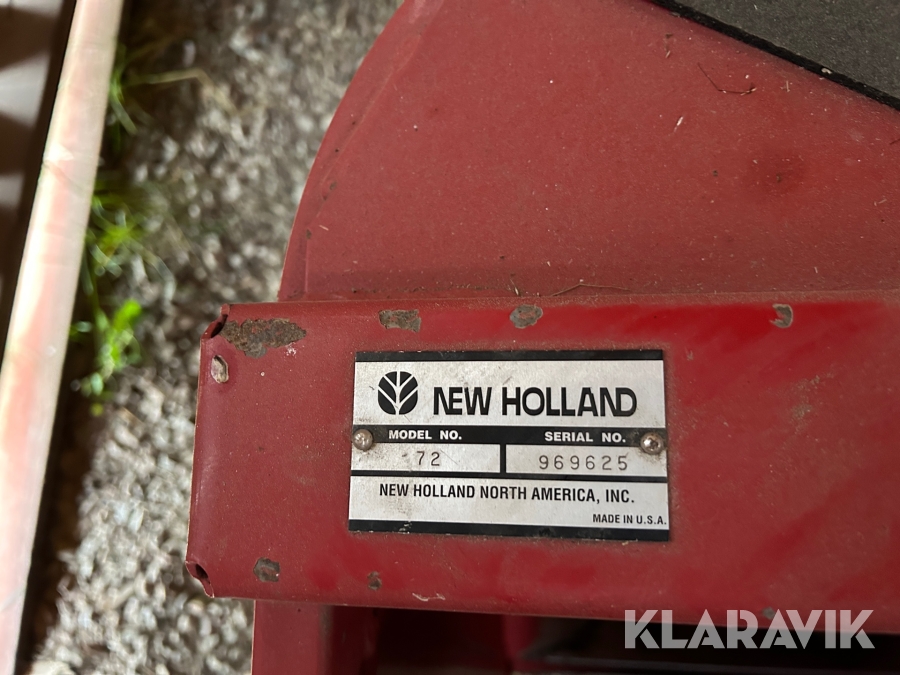 NEW HOLLAND
MODEL NO. SERIAL NO.
72 969625
NEW HOLLAND NORTH AMERICA, INC.
MADE IN U.S.A.
KLARAVIK